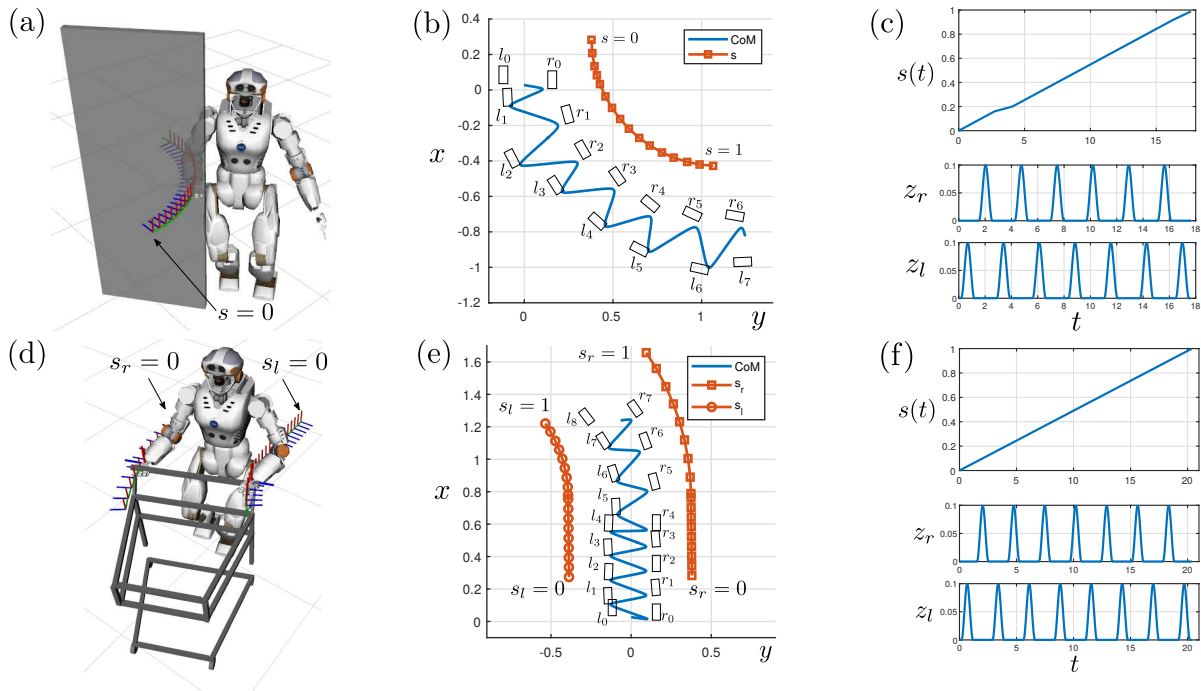 (a)
s = 0
(b)
0.4
0.2
0
-0.2
-0.4
-0.6
-0.8
-1
-1.2
x
0
0.5
1
y
CoM
s
s = 0
s = 1
l0
r0
l1
r1
l2
r2
l3
r3
l4
r4
l5
r5
l6
r6
l7
(c)
1
0.8
0.6
0.4
0.2
0
s(t)
0
5
10
15
0.1
0.05
0
zr
0 2 4 6 8 10 12 14 16 18
0.1
0.05
0
zl
0 2 4 6 8 10 12 14 16 18
t
(d)
sr = 0
sl = 0
(e)
1.6
1.4
1.2
1
0.8
0.6
0.4
0.2
0
x
-0.5
0
0.5
y
CoM
sr
sl
sr = 1
sl = 1
sl = 0
sr = 0
r7
l8
l7
r6
l6
r5
l5
l4
r4
l3
r3
l2
r2
l1
r1
l0
r0
(f)
1
0.8
0.6
0.4
0.2
0
s(t)
0
5
10
15
20
0.1
0.05
0
zr
0
5
10
15
20
0.1
0.05
0
zl
0 2 4 6 8 10 12 14 16 18 20
t